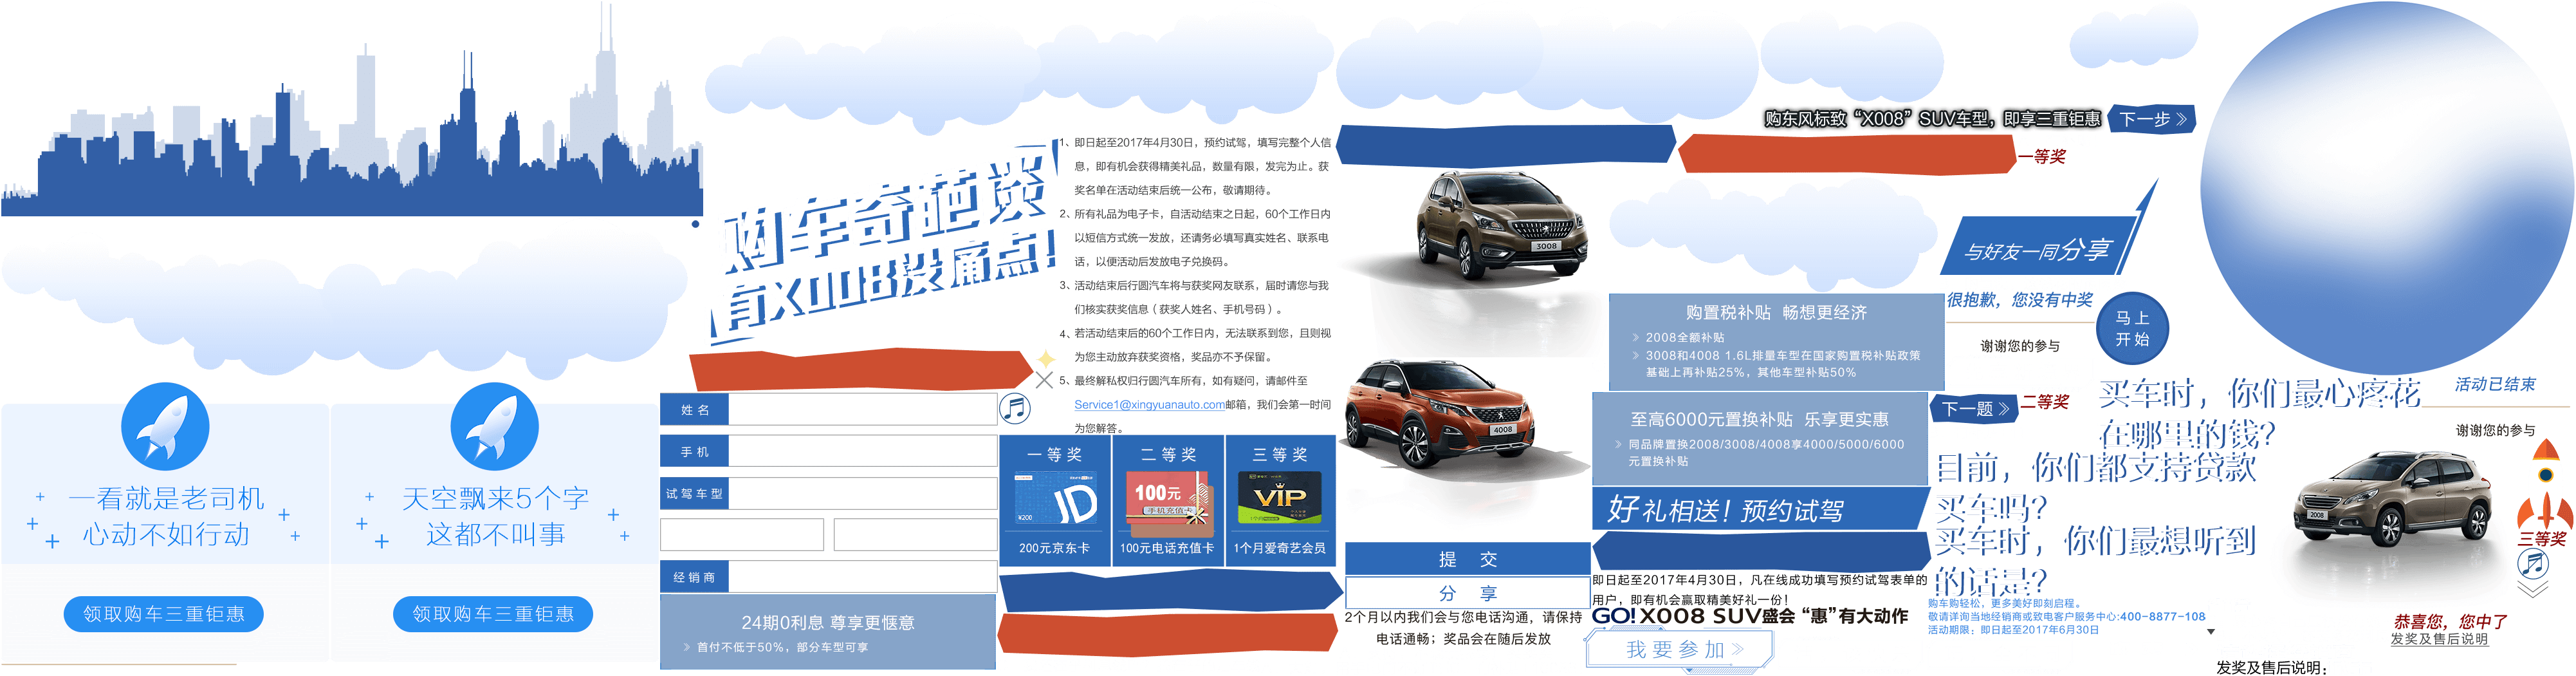 购车奇葩说
有X008没痛点!
1、即日起至2017年4月30日，预约试驾，填写完整个人信
息，即有机会获得精美礼品，数量有限，发完为止。获
奖名单在活动结束后统一公布，敬请期待。
2、所有礼品为电子卡，自活动结束之日起，60个工作日内
以短信方式统一发放，还请务必填写真实姓名、联系电
话，以便活动后发放电子兑换码。
3、活动结束后行圆汽车将与获奖网友联系，届时请您与我
们核实获奖信息（获奖人姓名、手机号码）。
4、若活动结束后的60个工作日内，无法联系到您，且则视
为您主动放弃获奖资格，奖品亦不予保留。
5、最终解私权归行圆汽车所有，如有疑问，请邮件至
Service1@xingyuanauto.com邮箱，我们会第一时间
为您解答。
一看就是老司机
心动不如行动
领取购车三重钜惠
天空飘来5个字
这都不叫事
领取购车三重钜惠
姓名
手机
试驾车型
经销商
24期0利息 尊享更惬意
首付不低于50%，部分车型可享
一等奖
¥200
JD
200元京东卡
二等奖
100元
手机充值卡
100元电话充值卡
三等奖
VIP
1个月爱奇艺会员
3008
4008
提 交
分 享
2个月以内我们会与您电话沟通，请保持
电话通畅；奖品会在随后发放
购东风标致“X008”SUV车型，即享三重钜惠
下一步
一等奖
与好友一同分享
购置税补贴 畅想更经济
2008全额补贴
3008和4008 1.6L排量车型在国家购置税补贴政策
基础上再补贴25%，其他车型补贴50%
至高6000元置换补贴 乐享更实惠
同品牌置换2008/3008/4008享4000/5000/6000
元置换补贴
好礼相送！预约试驾
即日起至2017年4月30日，凡在线成功填写预约试驾表单的
用户，即有机会赢取精美好礼一份！
GO! X008 SUV盛会 “惠”有大动作
我要参加
很抱歉，您没有中奖
谢谢您的参与
马上
开始
下一题
二等奖
买车时，你们最心疼花
在哪里的钱？
目前，你们都支持贷款
买车吗？
买车时，你们最想听到
的话是？
购车购轻松，更多美好即刻启程。
敬请详询当地经销商或致电客户服务中心:400-8877-108
活动期限：即日起至2017年6月30日
活动已结束
谢谢您的参与
2008
三等奖
恭喜您，您中了
发奖及售后说明
发奖及售后说明：